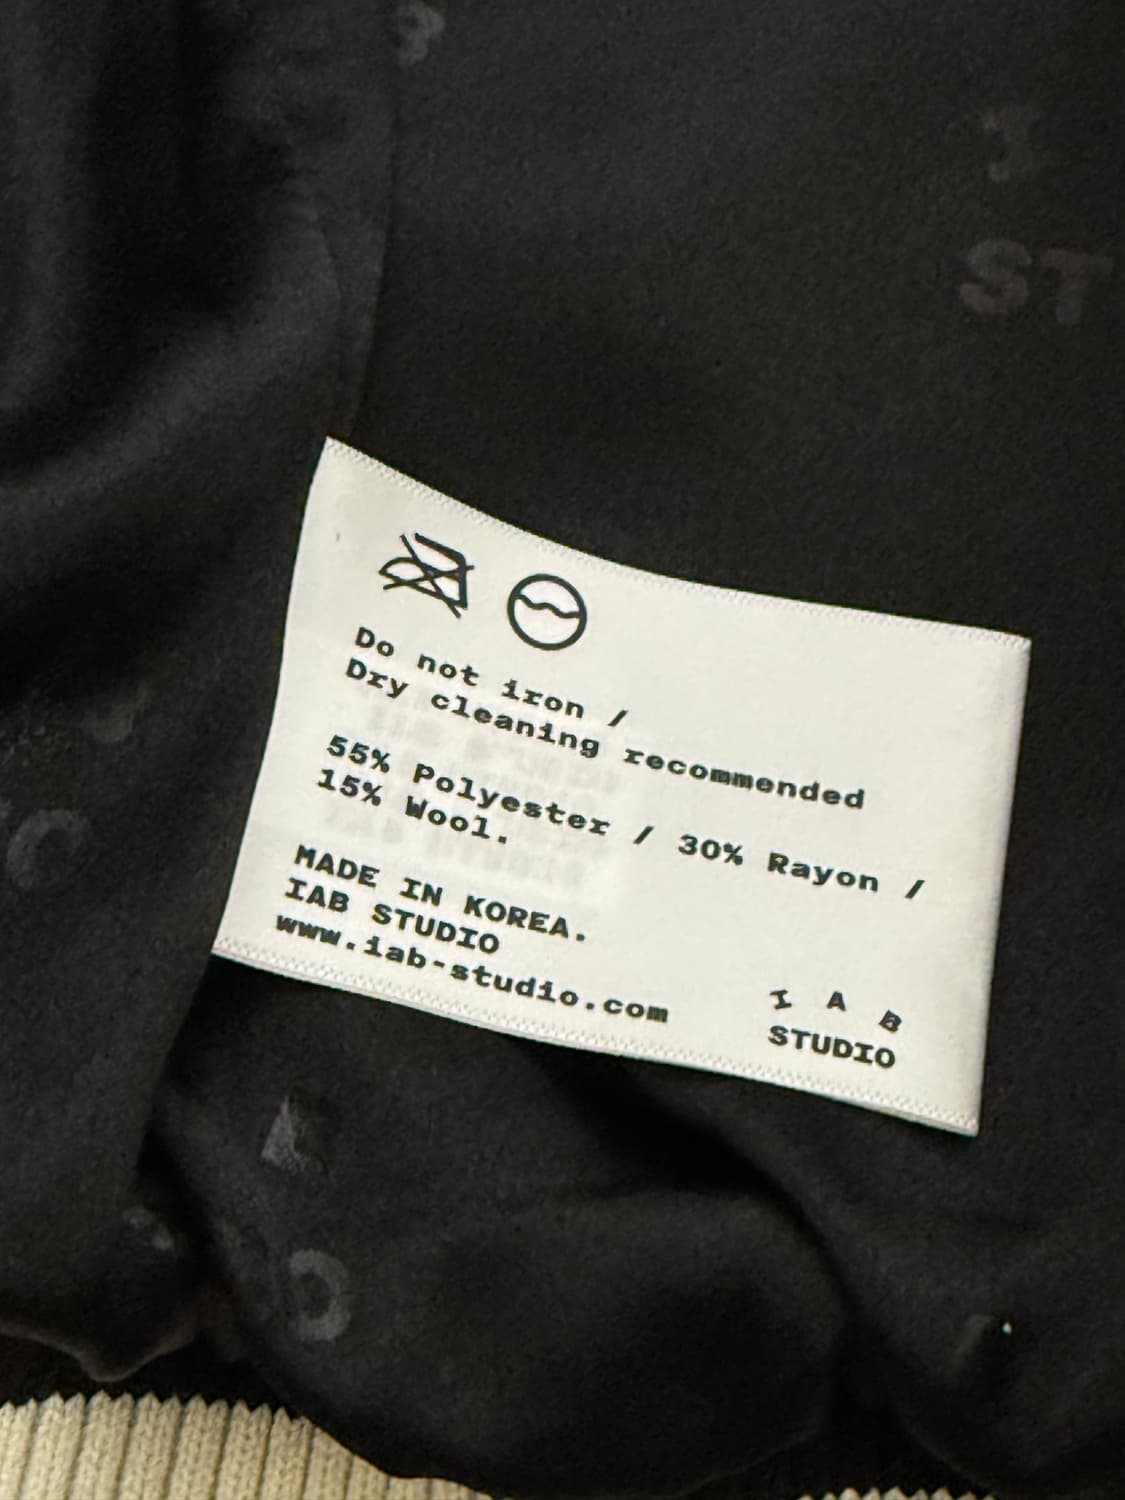 ST
Do not iron /
Dry cleaning recommended
55% Polyester / 30% Rayon /
15% Wool.
MADE IN KOREA.
IAB STUDIO
www.iab-studio.com
I A B
STUDIO